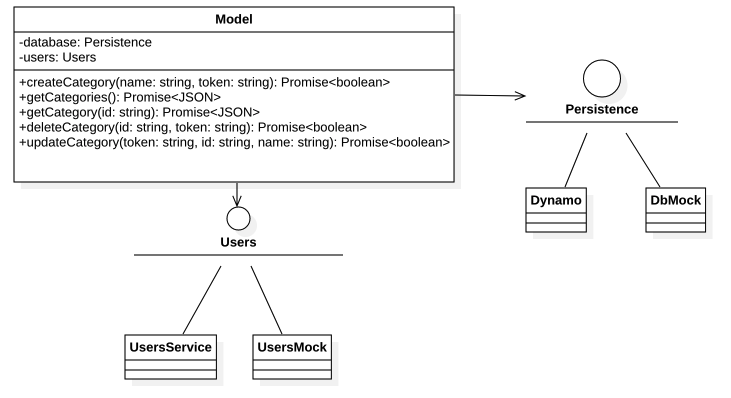 Model
-database: Persistence
-users: Users
+createCategory(name: string, token: string): Promise<boolean>
+getCategories(): Promise<JSON>
+getCategory(id: string): Promise<JSON>
+deleteCategory(id: string, token: string): Promise<boolean>
+updateCategory(token: string, id: string, name: string): Promise<boolean>
Persistence
Dynamo
DbMock
Users
UsersService
UsersMock